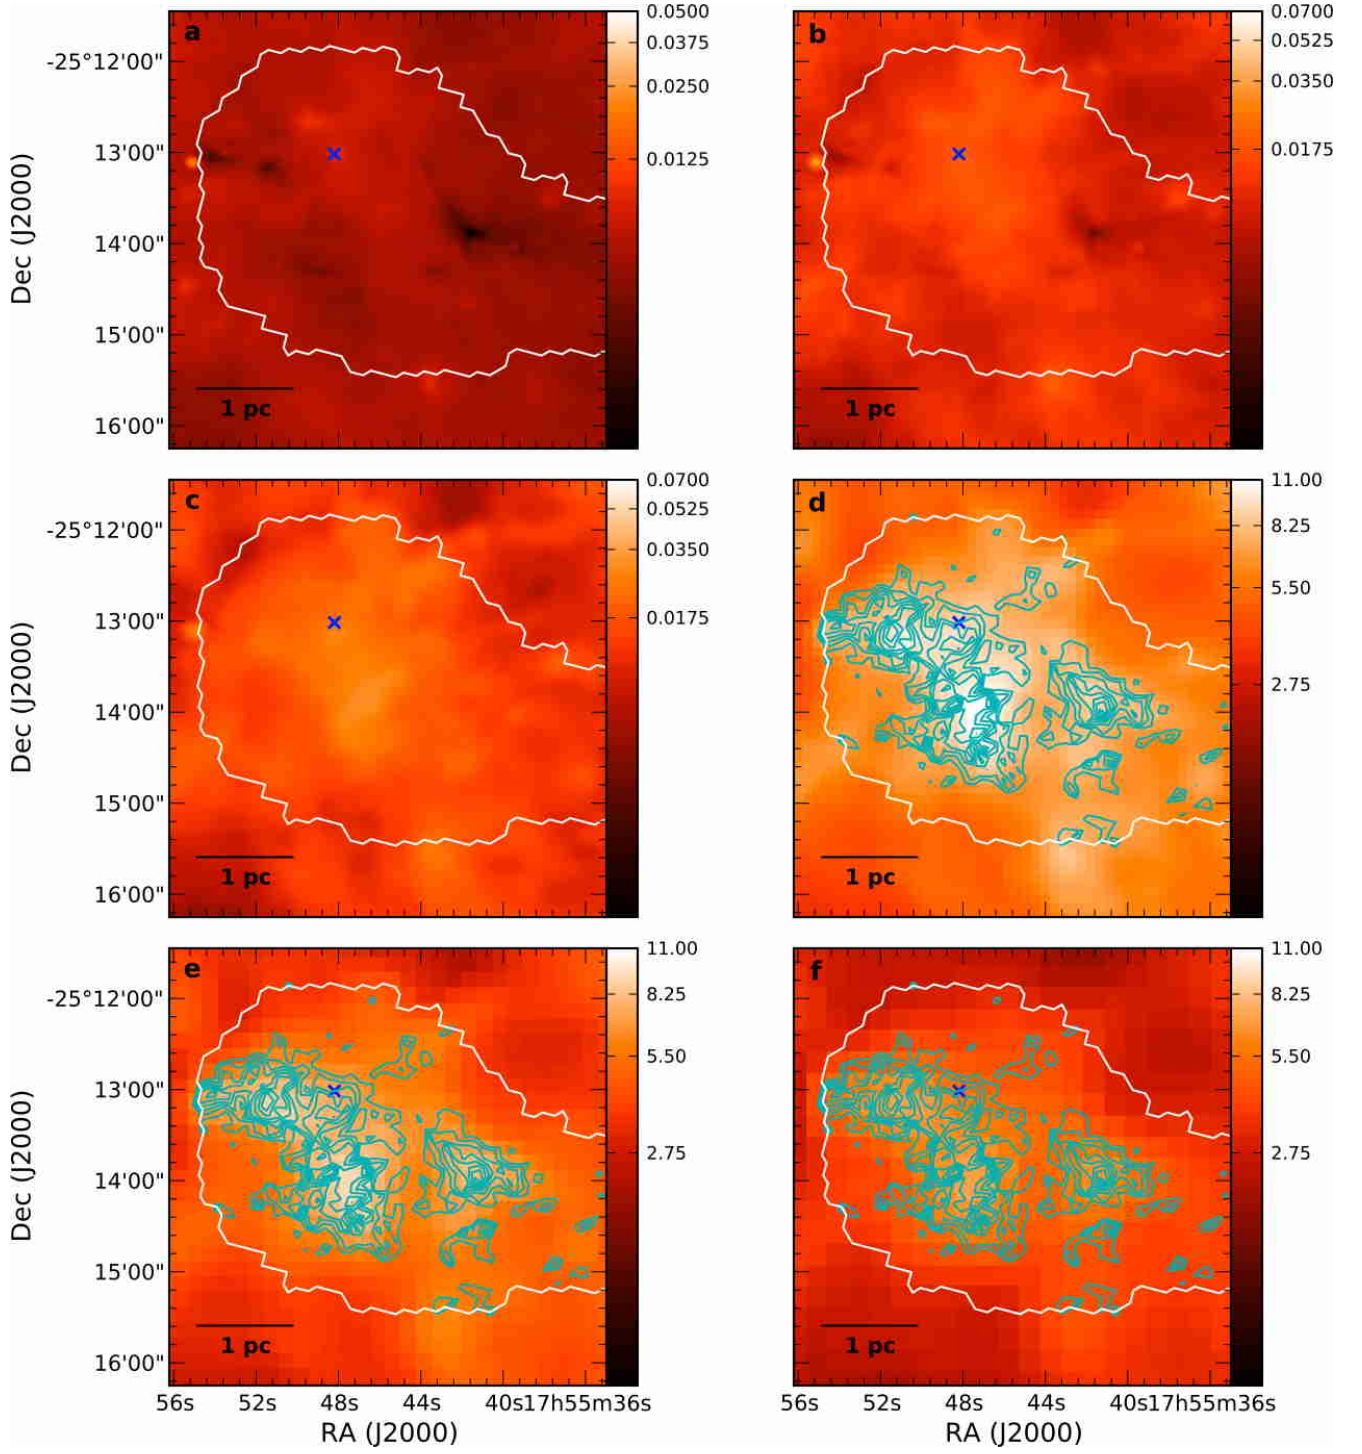 a
0.0500
0.0375
0.0250
0.0125
-25°12'00"
13'00"
14'00"
15'00"
16'00"
Dec (J2000)
1 pc
b
0.0700
0.0525
0.0350
0.0175
1 pc
c
0.0700
0.0525
0.0350
0.0175
-25°12'00"
13'00"
14'00"
15'00"
16'00"
Dec (J2000)
1 pc
d
11.00
8.25
5.50
2.75
1 pc
e
11.00
8.25
5.50
2.75
-25°12'00"
13'00"
14'00"
15'00"
16'00"
Dec (J2000)
1 pc
56s 52s 48s 44s 40s17h55m36s
RA (J2000)
f
11.00
8.25
5.50
2.75
1 pc
56s 52s 48s 44s 40s17h55m36s
RA (J2000)